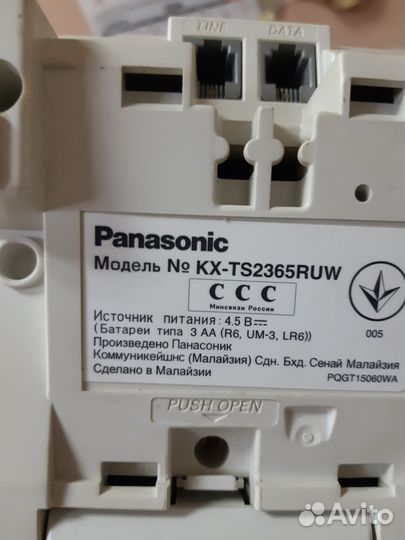 LINE DATA
Panasonic
Модель № KX-TS2365RUW
ССС
Минсвязи России
005
Источник питания: 4.5 В
(Батареи типа 3 AA (R6, UM-3, LR6))
Произведено Панасоник
Коммуникейшнс (Малайзия) Сдн. Бхд. Сенай Малайзия
Сделано в Малайзии
PQGT15060WA
PUSH OPEN
Avito